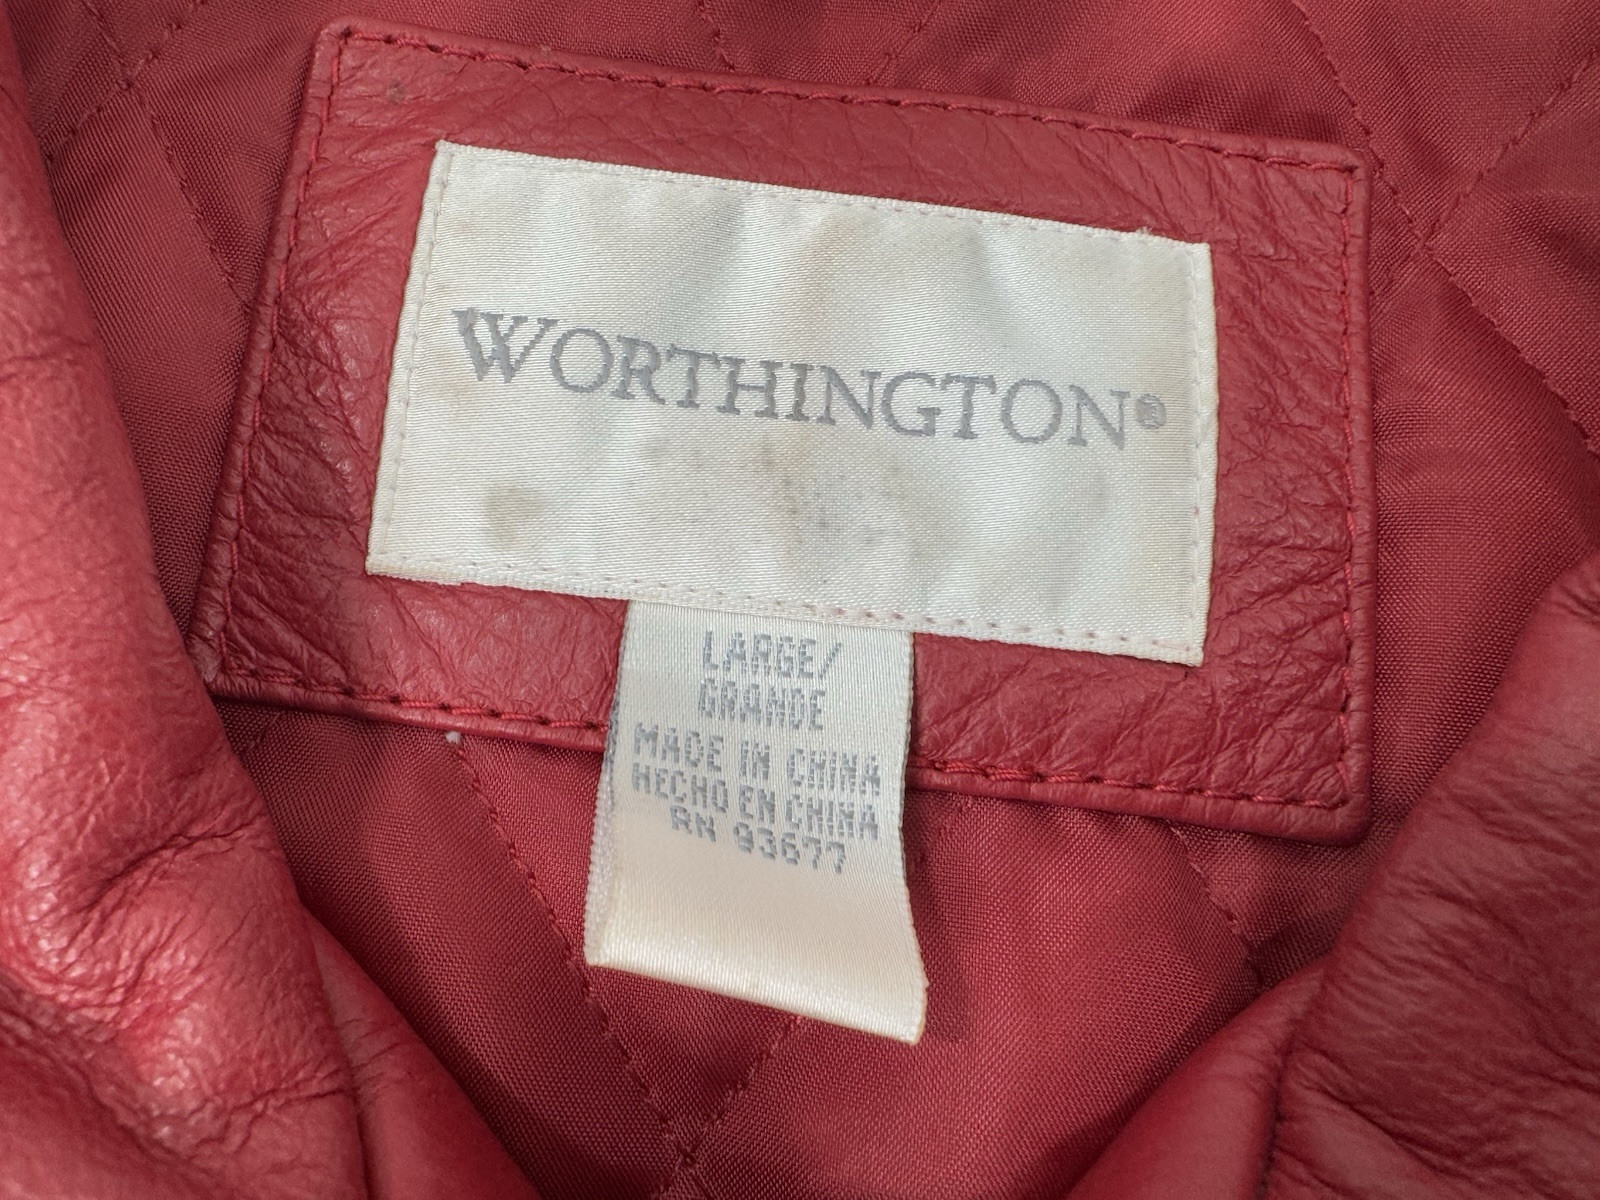 WORTHINGTON®
LARGE/
GRANDE
MADE IN CHINA
HECHO EN CHINA
RN 93677